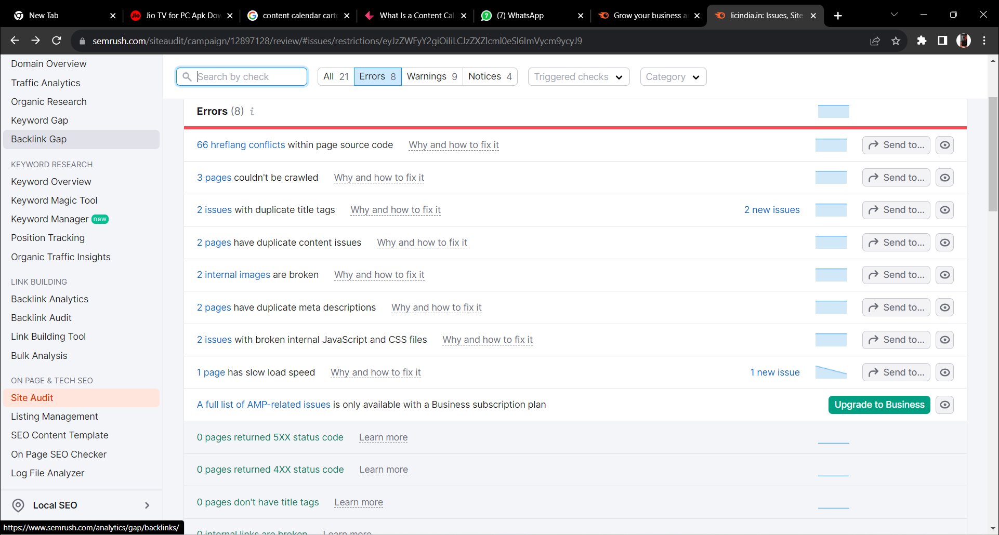 New Tab
Jio TV for PC Apk Dow
content calendar carto
What Is a Content Cal
(7) WhatsApp
Grow your business a
licindia.in: Issues, Site
semrush.com/siteaudit/campaign/12897128/review/#issues/restrictions/eyJzZWFyY2giOiIiLCJzZXZlcml0eSI6ImVycm9ycyJ9
Domain Overview
Traffic Analytics
Organic Research
Keyword Gap
Backlink Gap
KEYWORD RESEARCH
Keyword Overview
Keyword Magic Tool
Keyword Manager new
Position Tracking
Organic Traffic Insights
LINK BUILDING
Backlink Analytics
Backlink Audit
Link Building Tool
Bulk Analysis
ON PAGE & TECH SEO
Site Audit
Listing Management
SEO Content Template
On Page SEO Checker
Log File Analyzer
Local SEO
https://www.semrush.com/analytics/gap/backlinks/
Search by check
All 21 Errors 8 Warnings 9 Notices 4
Triggered checks
Category
Errors (8) i
66 hreflang conflicts within page source code Why and how to fix it Send to...
3 pages couldn't be crawled Why and how to fix it Send to...
2 issues with duplicate title tags Why and how to fix it 2 new issues Send to...
2 pages have duplicate content issues Why and how to fix it Send to...
2 internal images are broken Why and how to fix it Send to...
2 pages have duplicate meta descriptions Why and how to fix it Send to...
2 issues with broken internal JavaScript and CSS files Why and how to fix it Send to...
1 page has slow load speed Why and how to fix it 1 new issue Send to...
A full list of AMP-related issues is only available with a Business subscription plan Upgrade to Business
0 pages returned 5XX status code Learn more
0 pages returned 4XX status code Learn more
0 pages don't have title tags Learn more
0 internal links are broken Learn more